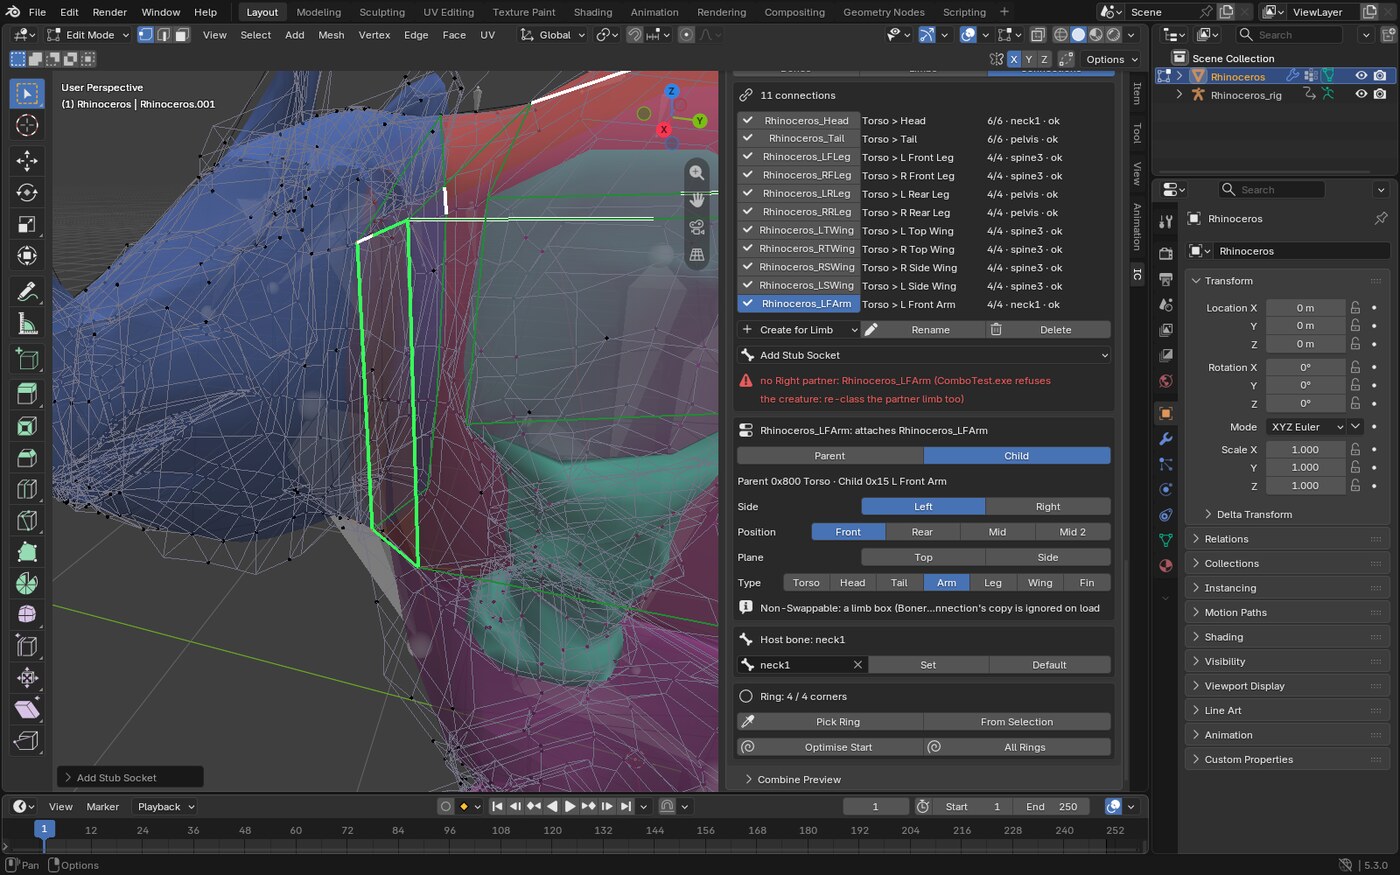 File Edit Render Window Help Layout Modeling Sculpting UV Editing Texture Paint Shading Animation Rendering Compositing Geometry Nodes Scripting + Scene ViewLayer
Edit Mode View Select Add Mesh Vertex Edge Face UV Global Search
X Y Z Options
User Perspective
(1) Rhinoceros | Rhinoceros.001
Z
Y
X
Add Stub Socket
11 connections
Rhinoceros_Head Torso > Head 6/6 · neck1 · ok
Rhinoceros_Tail Torso > Tail 6/6 · pelvis · ok
Rhinoceros_LFLeg Torso > L Front Leg 4/4 · spine3 · ok
Rhinoceros_RFLeg Torso > R Front Leg 4/4 · spine3 · ok
Rhinoceros_LRLeg Torso > L Rear Leg 4/4 · pelvis · ok
Rhinoceros_RRLeg Torso > R Rear Leg 4/4 · pelvis · ok
Rhinoceros_LTWing Torso > L Top Wing 4/4 · spine3 · ok
Rhinoceros_RTWing Torso > R Top Wing 4/4 · spine3 · ok
Rhinoceros_RSWing Torso > R Side Wing 4/4 · spine3 · ok
Rhinoceros_LSWing Torso > L Side Wing 4/4 · spine3 · ok
Rhinoceros_LFArm Torso > L Front Arm 4/4 · neck1 · ok
Create for Limb Rename Delete
Add Stub Socket
no Right partner: Rhinoceros_LFArm (ComboTest.exe refuses
the creature: re-class the partner limb too)
Rhinoceros_LFArm: attaches Rhinoceros_LFArm
Parent Child
Parent 0x800 Torso · Child 0x15 L Front Arm
Side Left Right
Position Front Rear Mid Mid 2
Plane Top Side
Type Torso Head Tail Arm Leg Wing Fin
Non-Swappable: a limb box (Boner...nnection's copy is ignored on load
Host bone: neck1
neck1 Set Default
Ring: 4 / 4 corners
Pick Ring From Selection
Optimise Start All Rings
Combine Preview
Item
Tool
View
Animation
IC
Scene Collection
Rhinoceros
Rhinoceros_rig
Search
Rhinoceros
Rhinoceros
Transform
Location X 0 m
Y 0 m
Z 0 m
Rotation X 0°
Y 0°
Z 0°
Mode XYZ Euler
Scale X 1.000
Y 1.000
Z 1.000
Delta Transform
Relations
Collections
Instancing
Motion Paths
Shading
Visibility
Viewport Display
Line Art
Animation
Custom Properties
View Marker Playback 1 Start 1 End 250
1 12 24 36 48 60 72 84 96 108 120 132 144 156 168 180 192 204 216 228 240 252
Pan Options 5.3.0